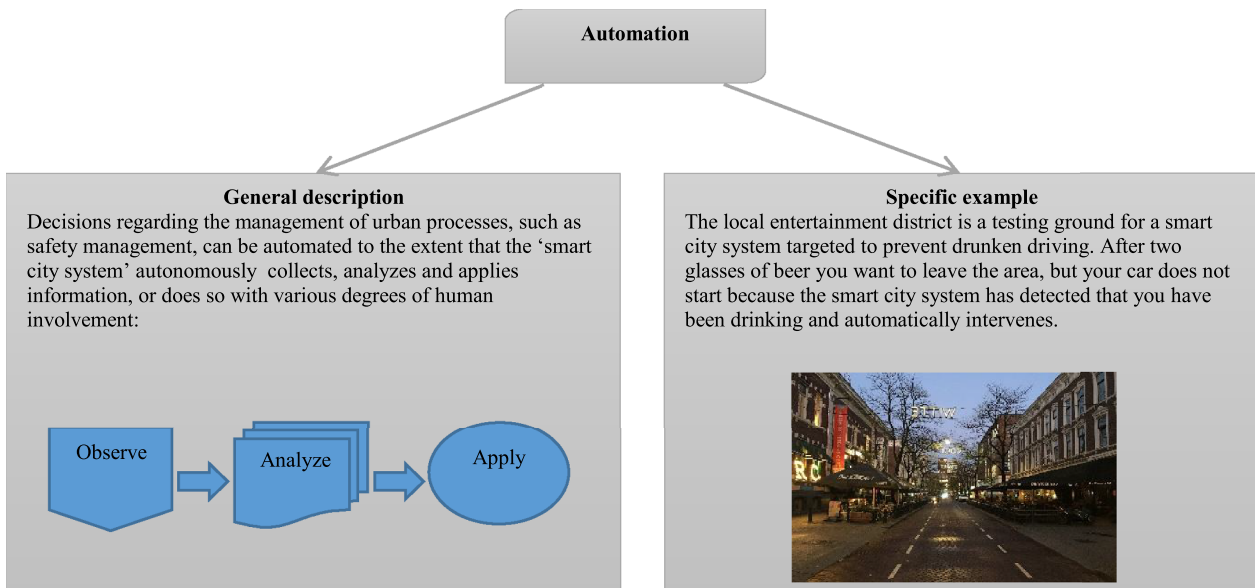 Automation
General description
Decisions regarding the management of urban processes, such as
safety management, can be automated to the extent that the ‘smart
city system’ autonomously  collects, analyzes and applies
information, or does so with various degrees of human
involvement:
Observe
Analyze
Apply
Specific example
The local entertainment district is a testing ground for a smart
city system targeted to prevent drunken driving. After two
glasses of beer you want to leave the area, but your car does not
start because the smart city system has detected that you have
been drinking and automatically intervenes.